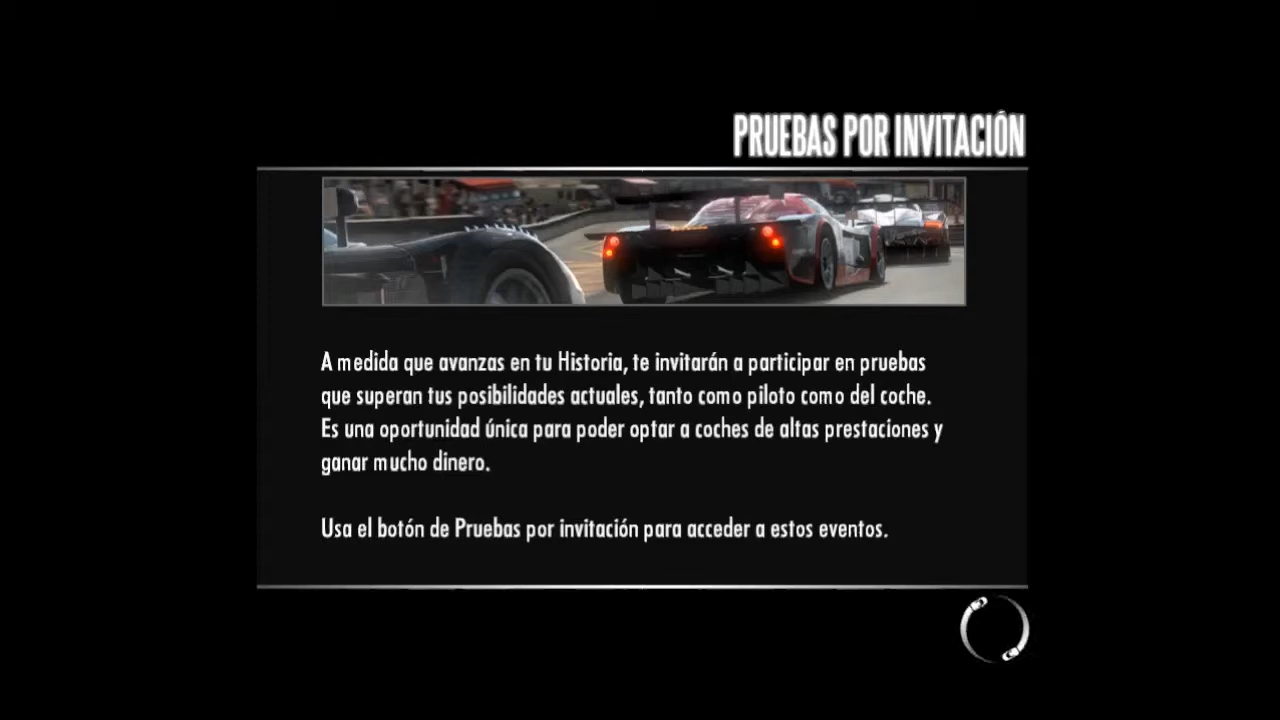 PRUEBAS POR INVITACIÓN
A medida que avanzas en tu Historia, te invitarán a participar en pruebas
que superan tus posibilidades actuales, tanto como piloto como del coche.
Es una oportunidad única para poder optar a coches de altas prestaciones y
ganar mucho dinero.
Usa el botón de Pruebas por invitación para acceder a estos eventos.